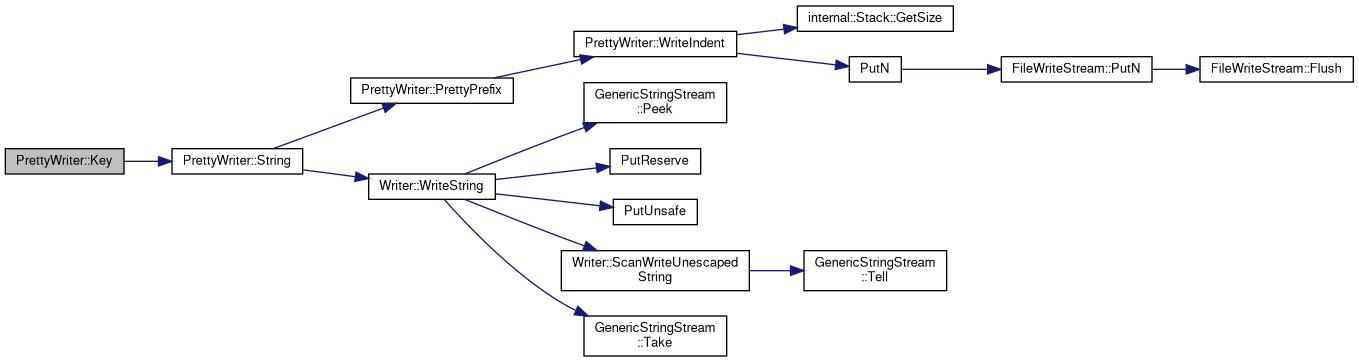 PrettyWriter::Key
PrettyWriter::String
PrettyWriter::PrettyPrefix
PrettyWriter::WriteIndent
internal::Stack::GetSize
PutN
FileWriteStream::PutN
FileWriteStream::Flush
Writer::WriteString
GenericStringStream
::Peek
PutReserve
PutUnsafe
Writer::ScanWriteUnescaped
String
GenericStringStream
::Tell
GenericStringStream
::Take